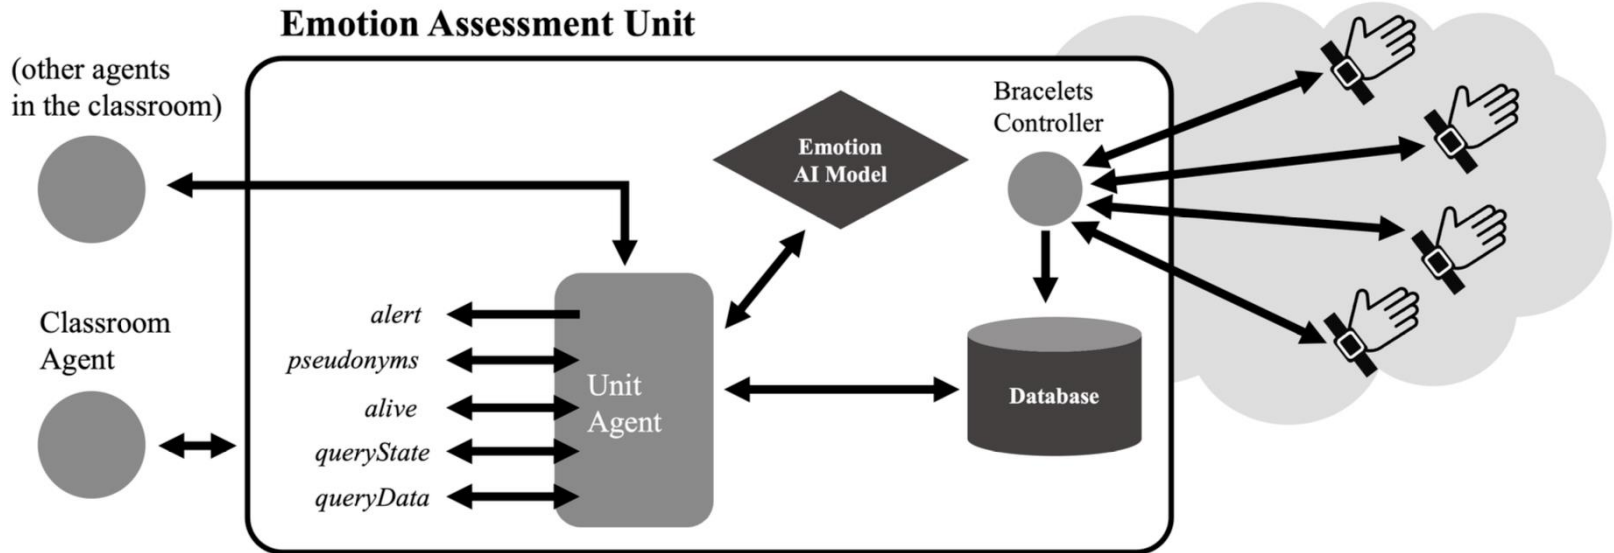 Emotion Assessment Unit
(other agents
in the classroom)
Bracelets
Controller
Emotion
AI Model
Classroom
Agent
alert
pseudonyms
alive
queryState
queryData
Unit
Agent
Database